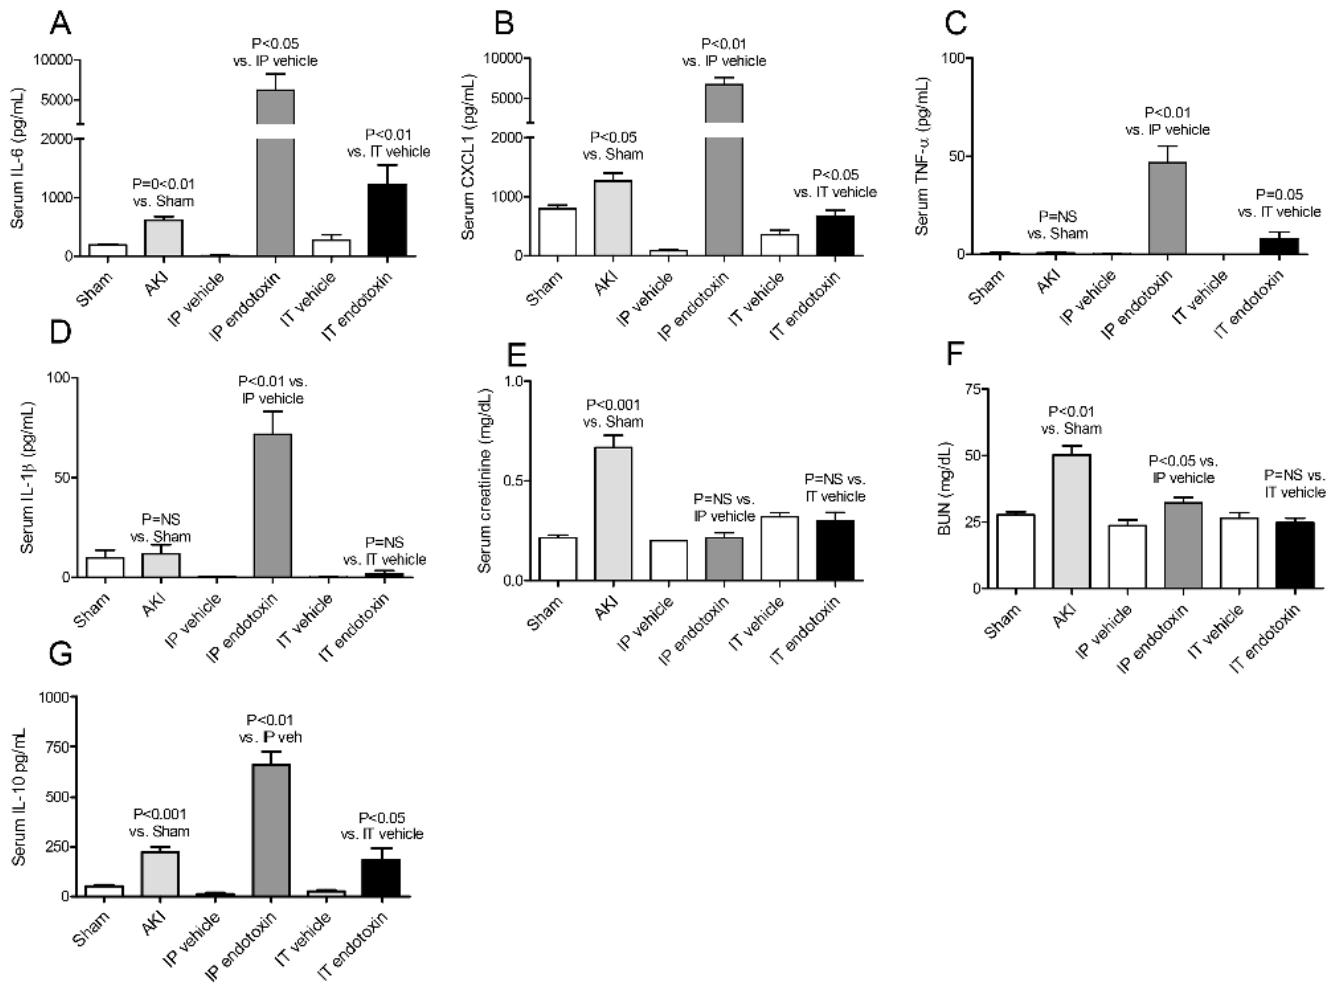 A
P<0.05
vs. IP vehicle
10000
5000
2000
1000
0
Serum IL-6 (pg/mL)
P=0<0.01
vs. Sham
P<0.01
vs. IT vehicle
Sham
AKI
IP vehicle
IP endotoxin
IT vehicle
IT endotoxin
B
P<0.01
vs. IP vehicle
10000
5000
2000
1000
0
Serum CXCL1 (pg/mL)
P<0.05
vs. Sham
P<0.05
vs. IT vehicle
Sham
AKI
IP vehicle
IP endotoxin
IT vehicle
IT endotoxin
C
100
50
0
Serum TNF-α (pg/mL)
P<0.01
vs. IP vehicle
P=NS
vs. Sham
P=0.05
vs. IT vehicle
Sham
AKI
IP vehicle
IP endotoxin
IT vehicle
IT endotoxin
D
100
50
0
Serum IL-1β (pg/mL)
P<0.01 vs.
IP vehicle
P=NS
vs. Sham
P=NS
vs. IT vehicle
Sham
AKI
IP vehicle
IP endotoxin
IT vehicle
IT endotoxin
E
1.0
0.5
0.0
Serum creatinine (mg/dL)
P<0.001
vs. Sham
P=NS vs.
IP vehicle
P=NS vs.
IT vehicle
Sham
AKI
IP vehicle
IP endotoxin
IT vehicle
IT endotoxin
F
75
50
25
0
BUN (mg/dL)
P<0.01
vs. Sham
P<0.05 vs.
IP vehicle
P=NS vs.
IT vehicle
Sham
AKI
IP vehicle
IP endotoxin
IT vehicle
IT endotoxin
G
1000
750
500
250
0
Serum IL-10 pg/mL
P<0.01
vs. IP veh
P<0.001
vs. Sham
P<0.05
vs. IT vehicle
Sham
AKI
IP vehicle
IP endotoxin
IT vehicle
IT endotoxin